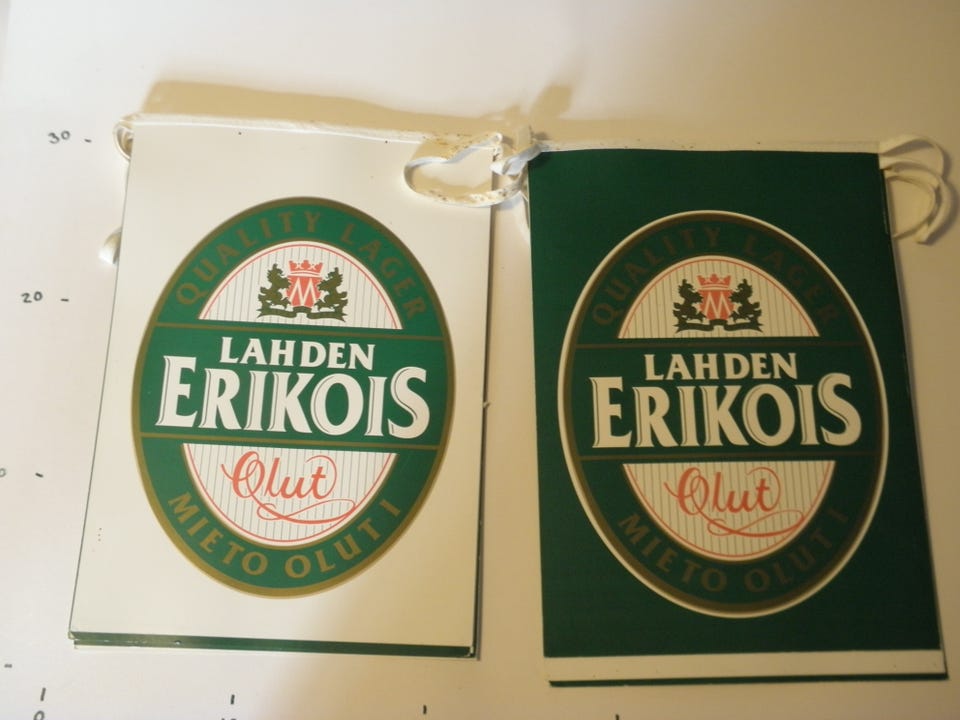 30 -
20 -
QUALITY LAGER
M
LAHDEN
ERIKOIS
Olut
MIETO OLUT I
QUALITY LAGER
M
LAHDEN
ERIKOIS
Olut
MIETO OLUT I